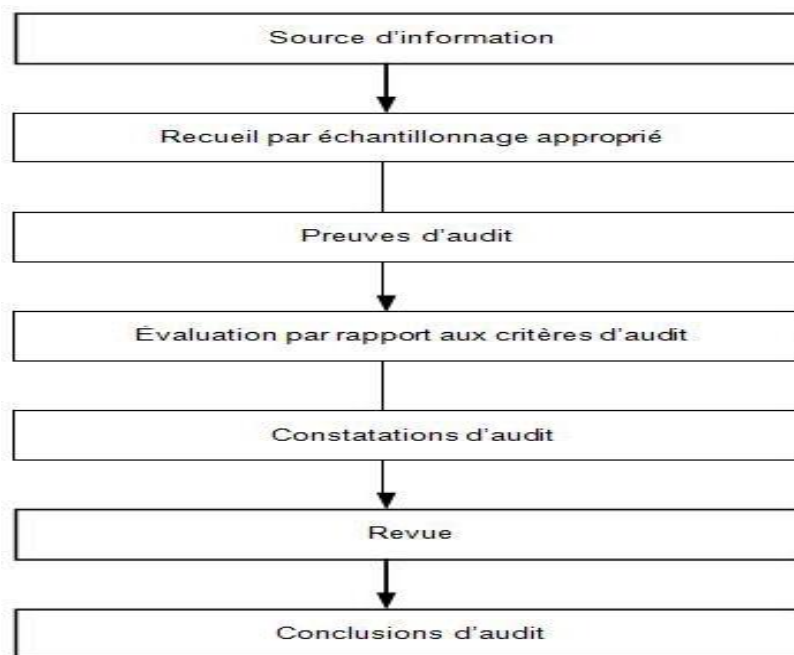 Source d'information
Recueil par échantillonnage approprié
Preuves d'audit
Évaluation par rapport aux critères d'audit
Constatations d'audit
Revue
Conclusions d'audit